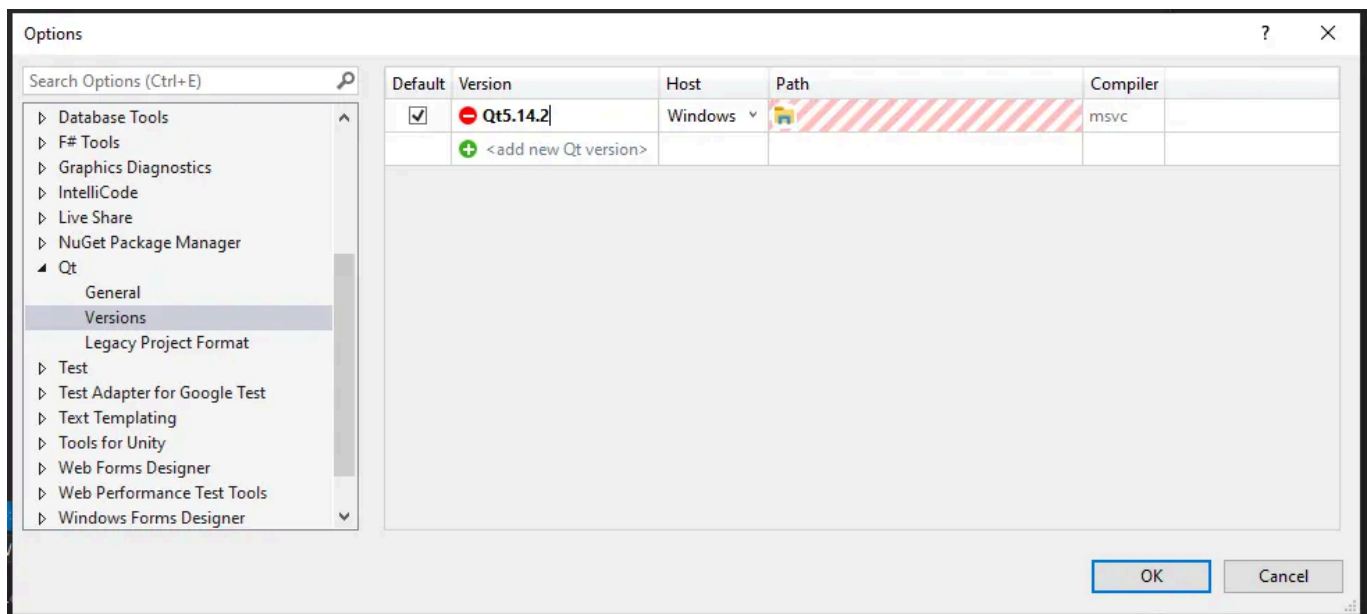 Options
?
Search Options (Ctrl+E)
Database Tools
F# Tools
Graphics Diagnostics
IntelliCode
Live Share
NuGet Package Manager
Qt
General
Versions
Legacy Project Format
Test
Test Adapter for Google Test
Text Templating
Tools for Unity
Web Forms Designer
Web Performance Test Tools
Windows Forms Designer
Default Version Host Path Compiler
Qt5.14.2 Windows msvc
<add new Qt version>
OK Cancel